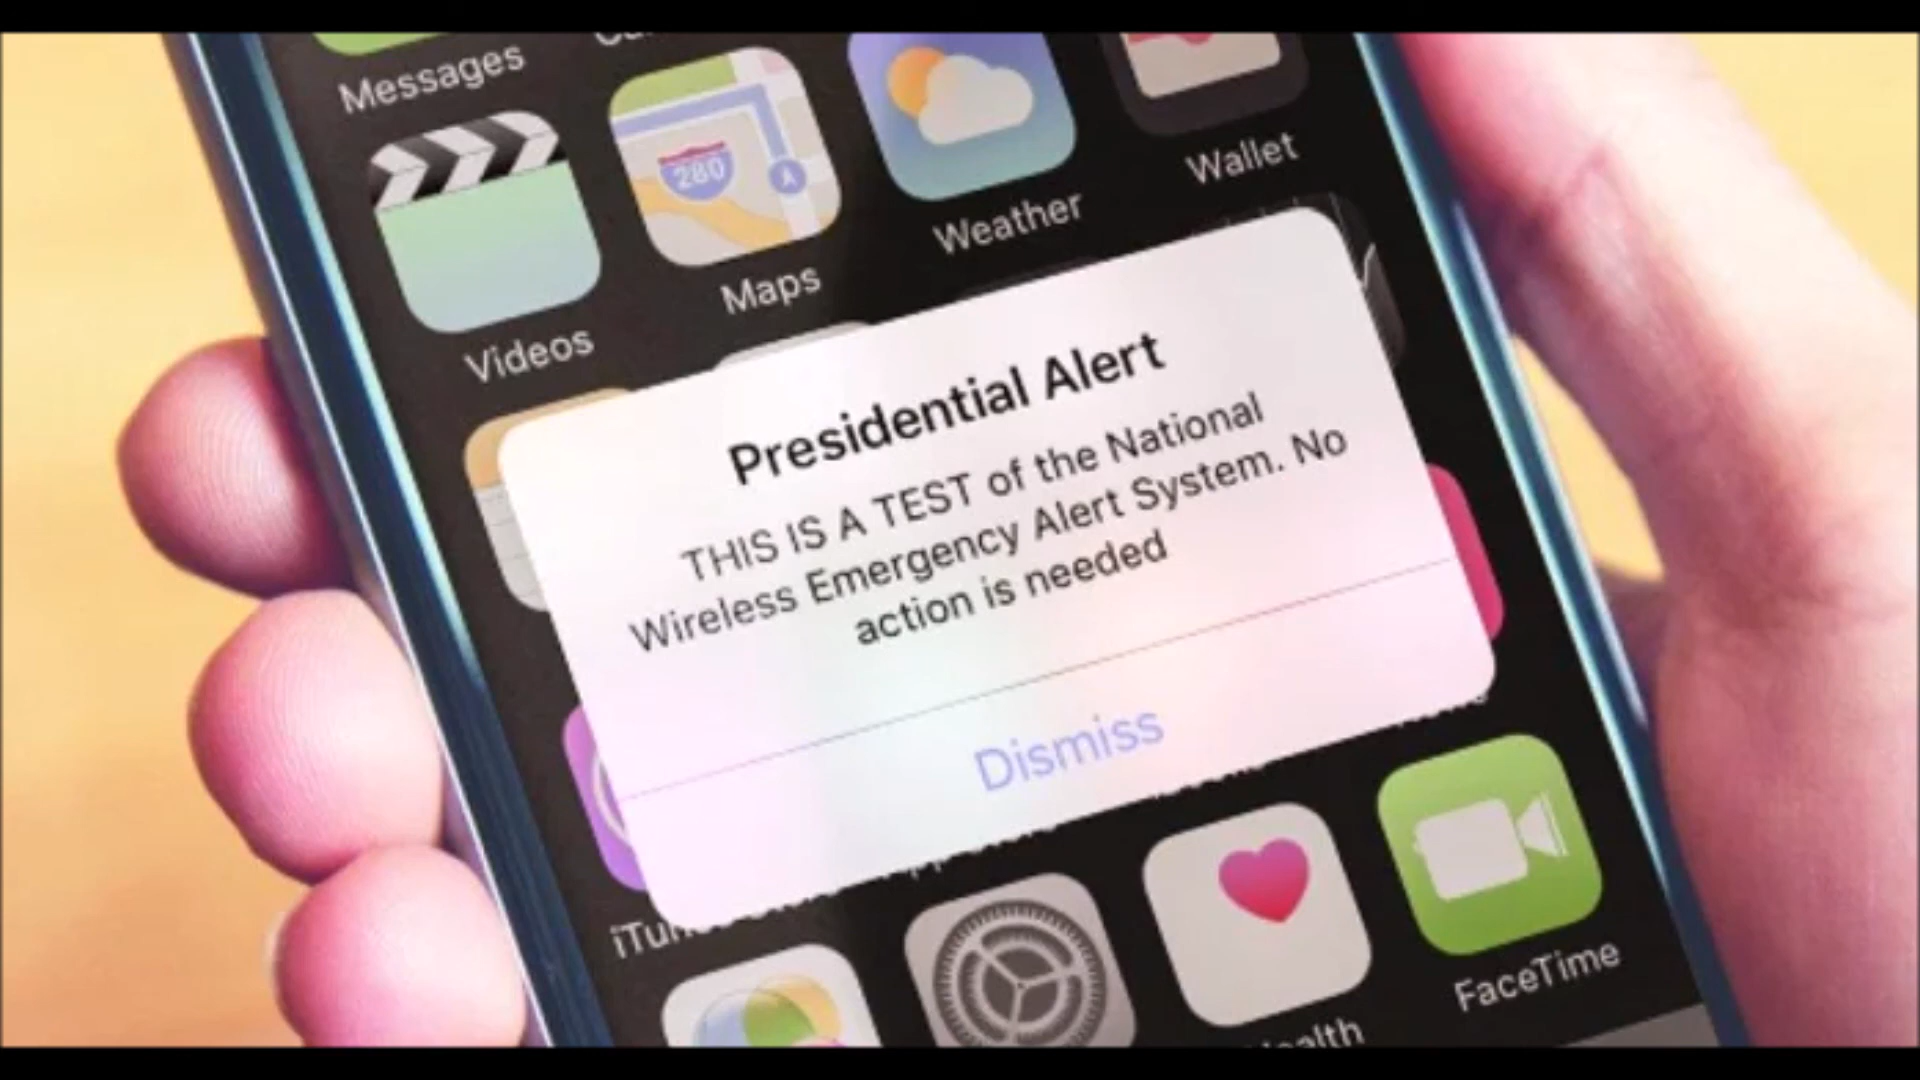 Messages
Videos
Maps
280
Weather
Wallet
Presidential Alert
THIS IS A TEST of the National
Wireless Emergency Alert System. No
action is needed
Dismiss
FaceTime